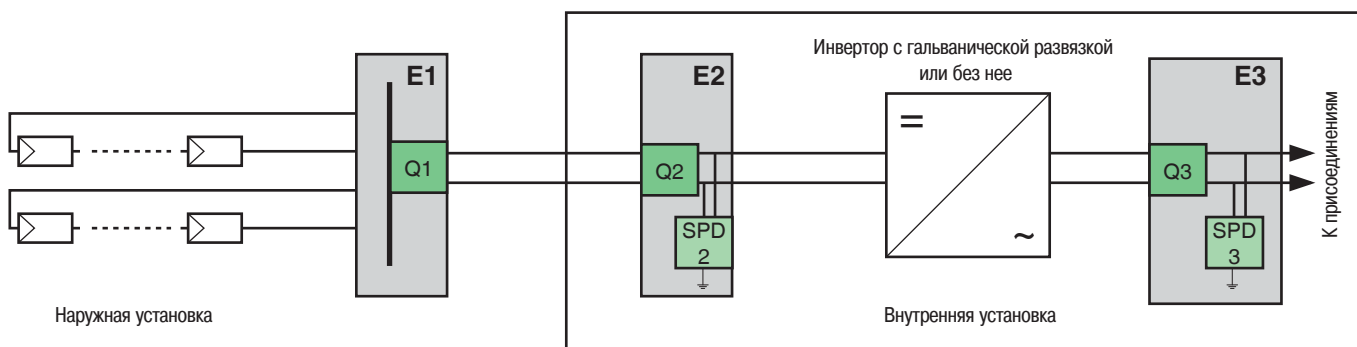 E1
Q1
E2
Q2
SPD
2
Инвертор с гальванической развязкой
или без нее
=
~
E3
Q3
SPD
3
К присоединениям
Наружная установка
Внутренняя установка